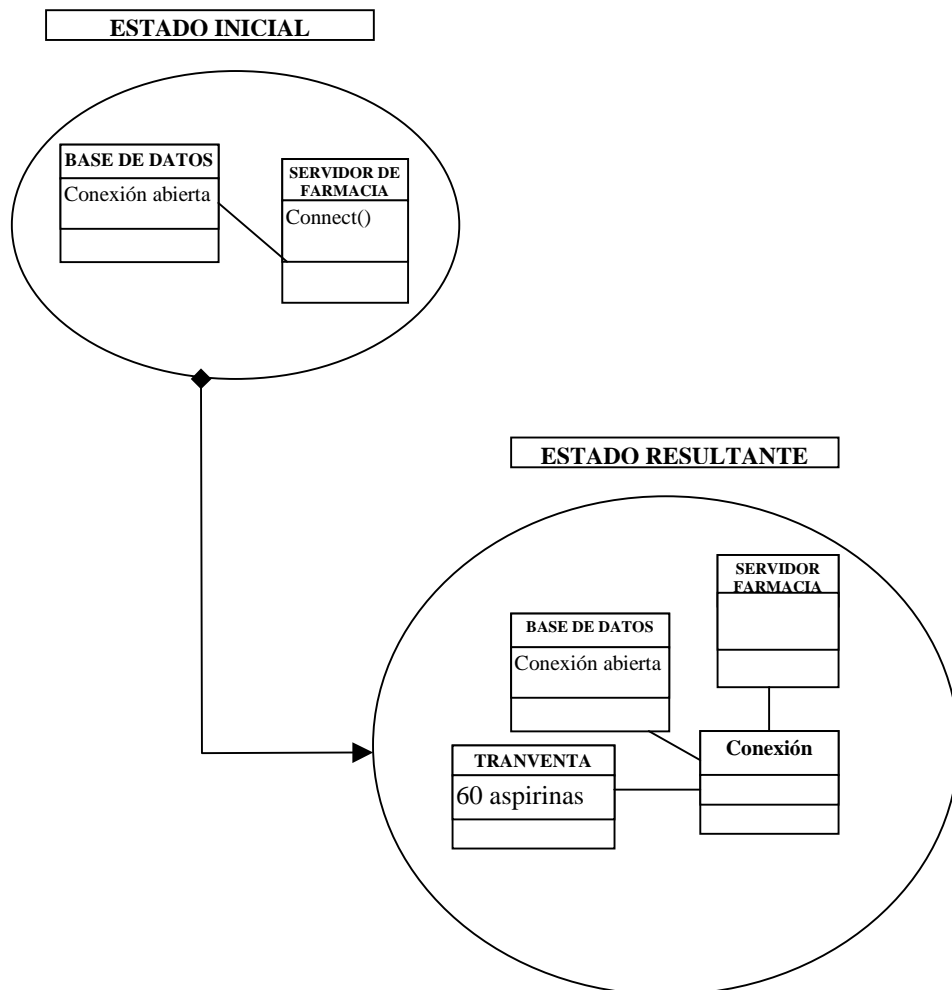 ESTADO INICIAL
BASE DE DATOS
Conexión abierta
SERVIDOR DE
FARMACIA
Connect()
ESTADO RESULTANTE
SERVIDOR
FARMACIA
BASE DE DATOS
Conexión abierta
Conexión
TRANVENTA
60 aspirinas